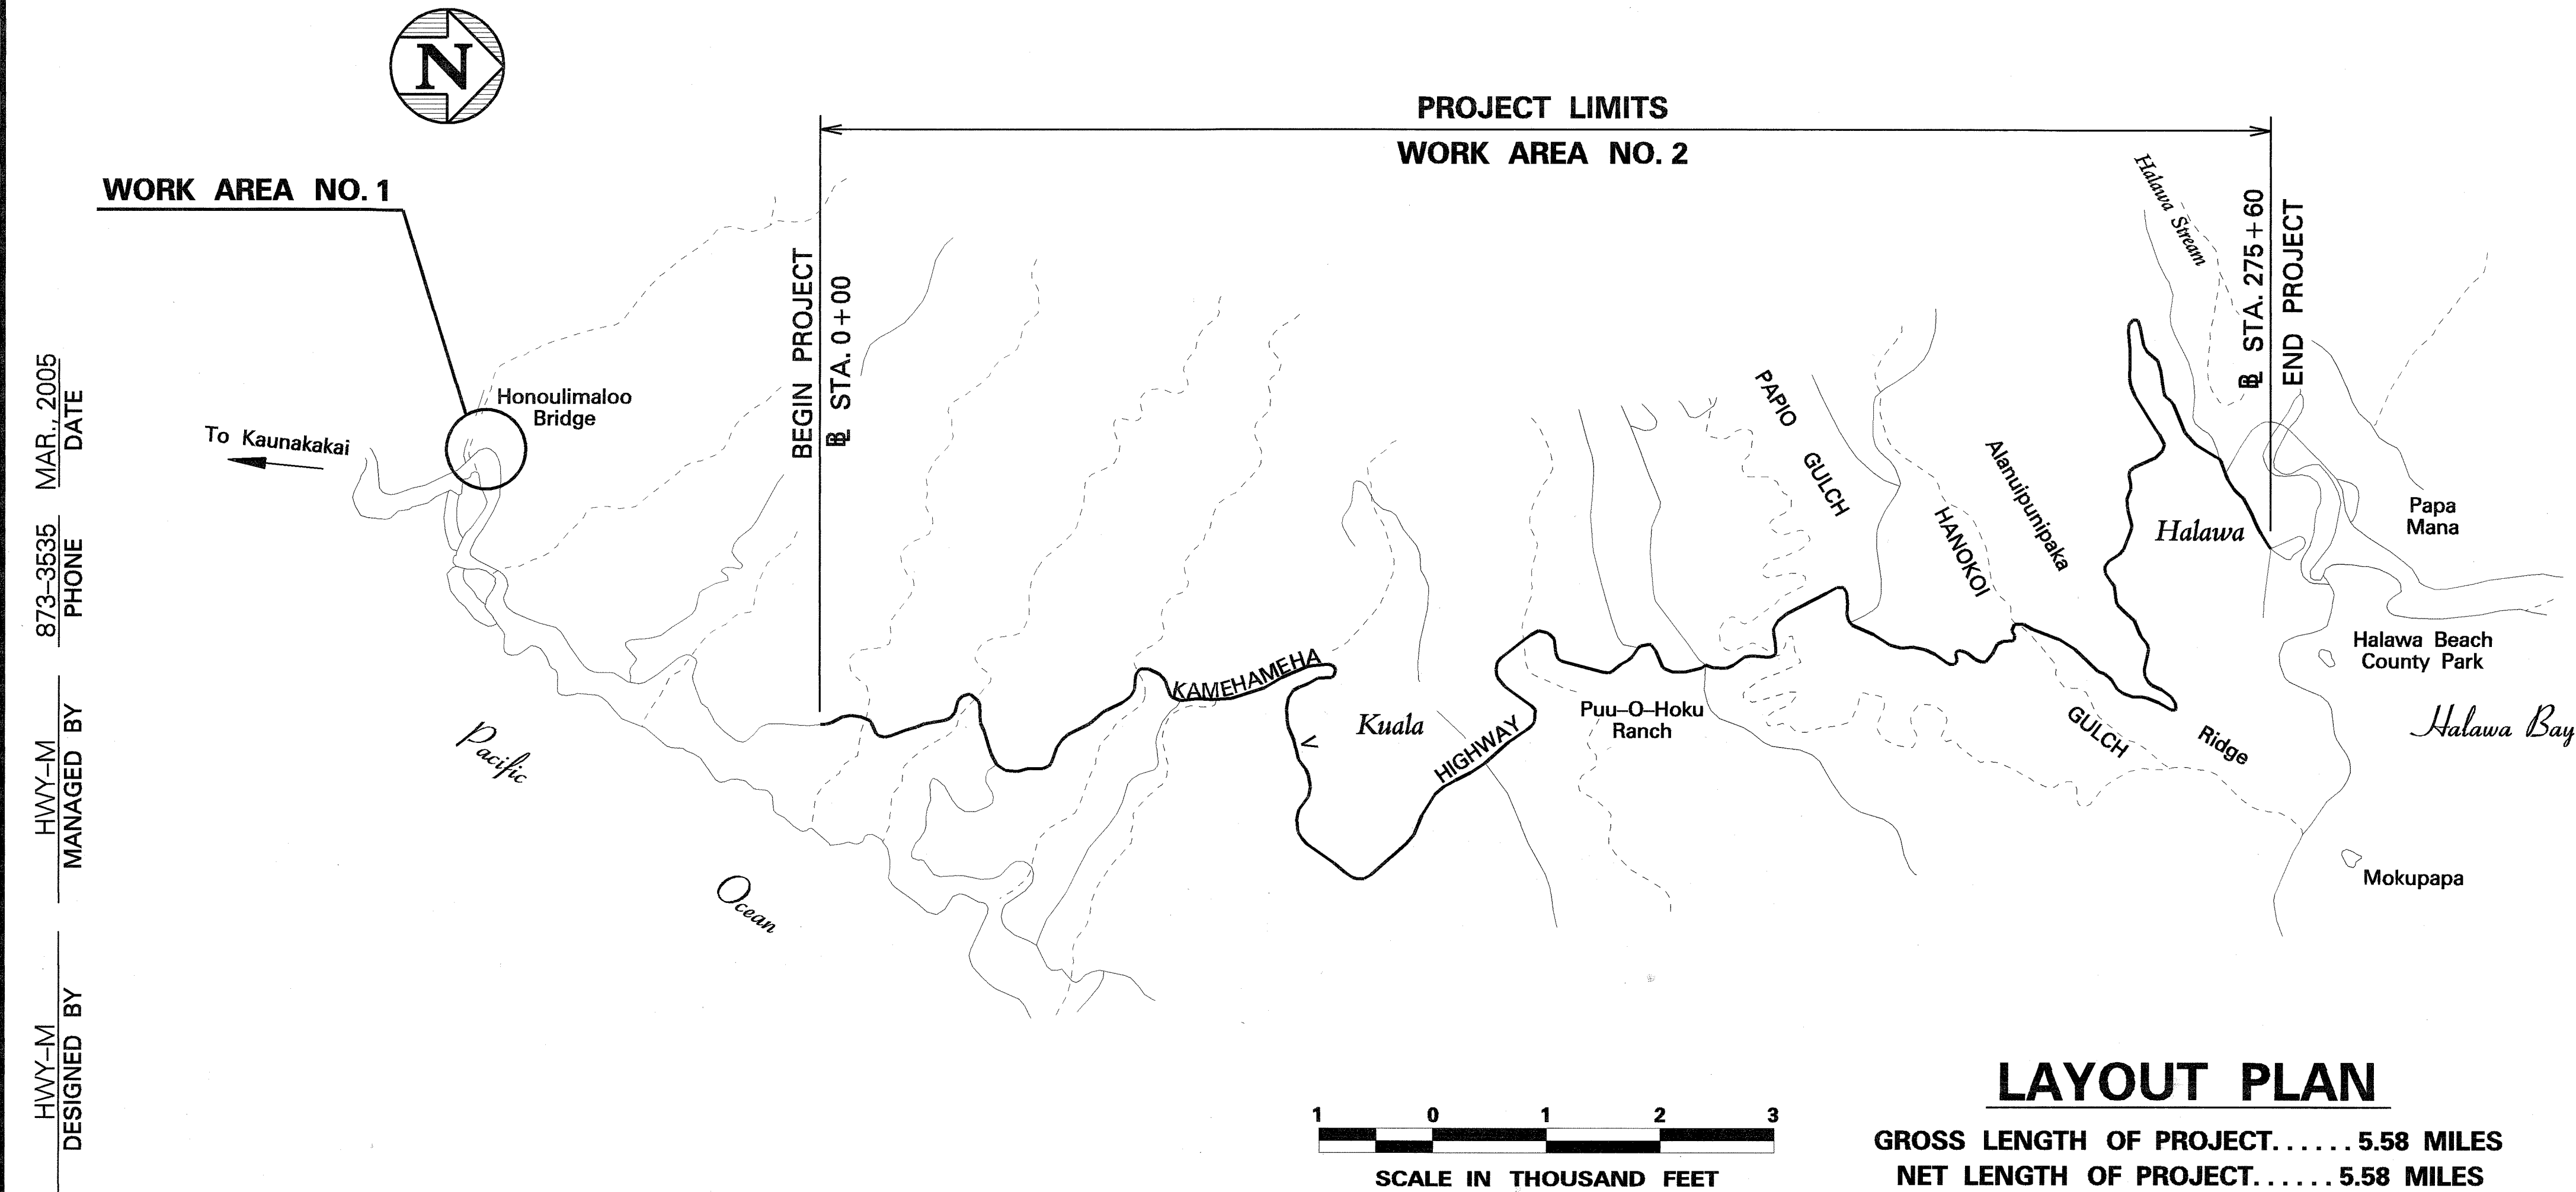 N
PROJECT LIMITS
WORK AREA NO. 2
WORK AREA NO. 1
BEGIN PROJECT
BL STA. 0+00
BL STA. 275+60
END PROJECT
Halawa Stream
Honoulimaloo
Bridge
To Kaunakakai
PAPIO GULCH
HANOKOI
GULCH
Alanuipunipaka
Ridge
Halawa
Papa
Mana
Halawa Beach
County Park
Halawa Bay
Mokupapa
KAMEHAMEHA
V
HIGHWAY
Kuala
Puu-O-Hoku
Ranch
Pacific
Ocean
MAR., 2005
DATE
873-3535
PHONE
HWY-M
MANAGED BY
HWY-M
DESIGNED BY
1 0 1 2 3
SCALE IN THOUSAND FEET
LAYOUT PLAN
GROSS LENGTH OF PROJECT......5.58 MILES
NET LENGTH OF PROJECT......5.58 MILES